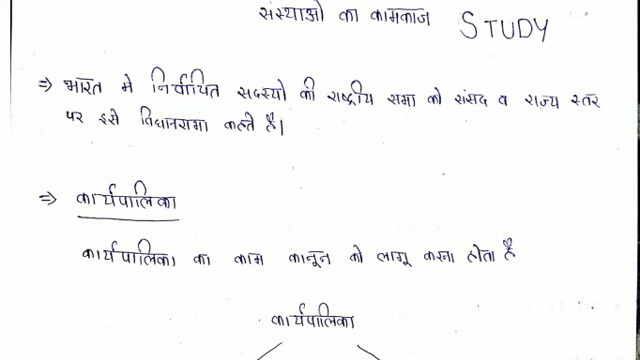 संस्थाओं का कामकाज STUDY
⇒ भारत मे निर्वाचित सदस्यो की राष्ट्रीय सभा को संसद व राज्य स्तर
पर इसे विधानसभा कहते है।
⇒ कार्यपालिका
कार्यपालिका का काम कानून को लागू करना होता है
कार्यपालिका